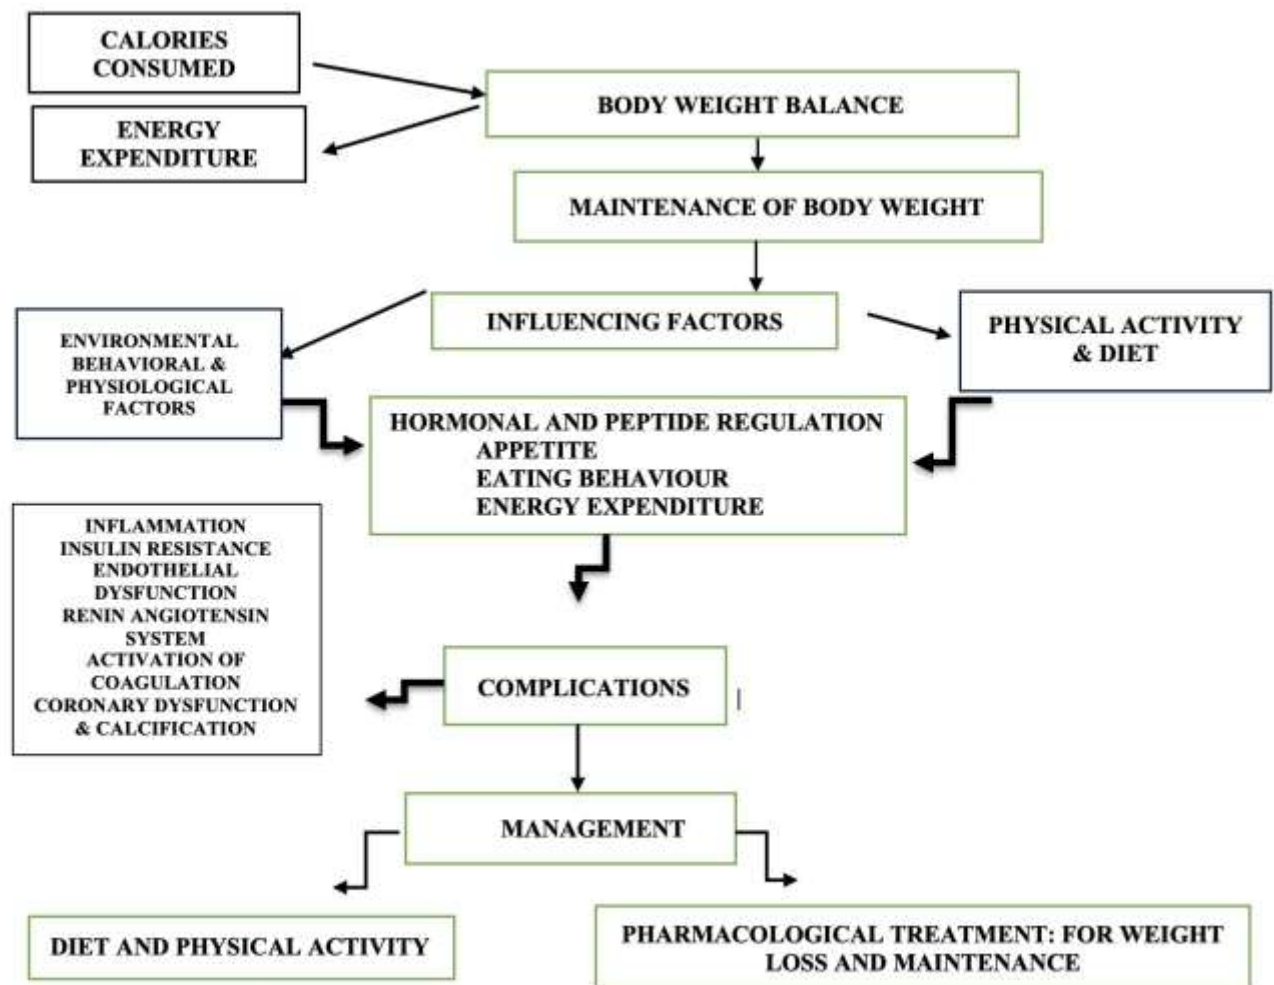 CALORIES
CONSUMED
ENERGY
EXPENDITURE
BODY WEIGHT BALANCE
MAINTENANCE OF BODY WEIGHT
INFLUENCING FACTORS
ENVIRONMENTAL
BEHAVIORAL &
PHYSIOLOGICAL
FACTORS
PHYSICAL ACTIVITY
& DIET
HORMONAL AND PEPTIDE REGULATION
APPETITE
EATING BEHAVIOUR
ENERGY EXPENDITURE
INFLAMMATION
INSULIN RESISTANCE
ENDOTHELIAL
DYSFUNCTION
RENIN ANGIOTENSIN
SYSTEM
ACTIVATION OF
COAGULATION
CORONARY DYSFUNCTION
& CALCIFICATION
COMPLICATIONS
MANAGEMENT
DIET AND PHYSICAL ACTIVITY
PHARMACOLOGICAL TREATMENT: FOR WEIGHT
LOSS AND MAINTENANCE